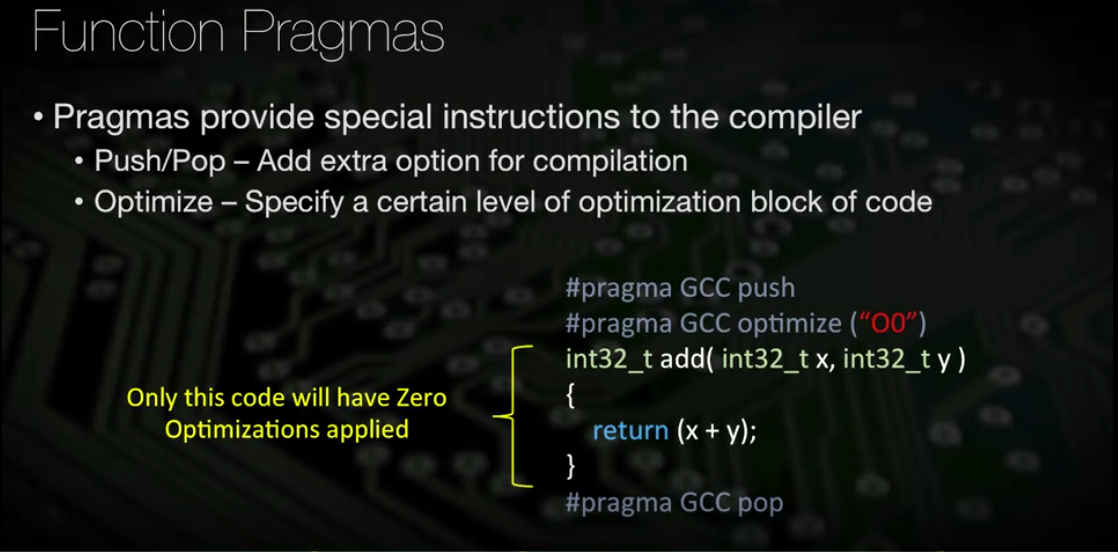 Function Pragmas
• Pragmas provide special instructions to the compiler
• Push/Pop – Add extra option for compilation
• Optimize – Specify a certain level of optimization block of code
#pragma GCC push
#pragma GCC optimize (“O0”)
int32_t add( int32_t x, int32_t y )
{
return (x + y);
}
#pragma GCC pop
Only this code will have Zero
Optimizations applied